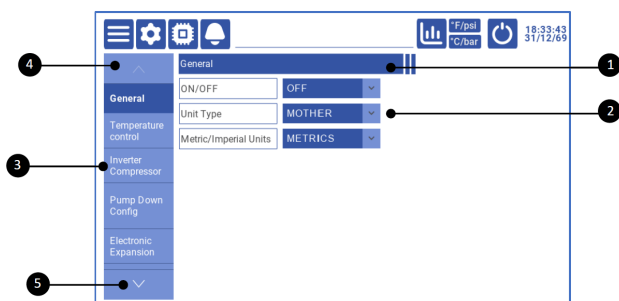 °F/psi
°C/bar
18:33:43
31/12/69
4
General
1
ON/OFF
OFF
General
Unit Type
MOTHER
2
Temperature
control
Metric/Imperial Units
METRICS
3
Inverter
Compressor
Pump Down
Config
Electronic
Expansion
5